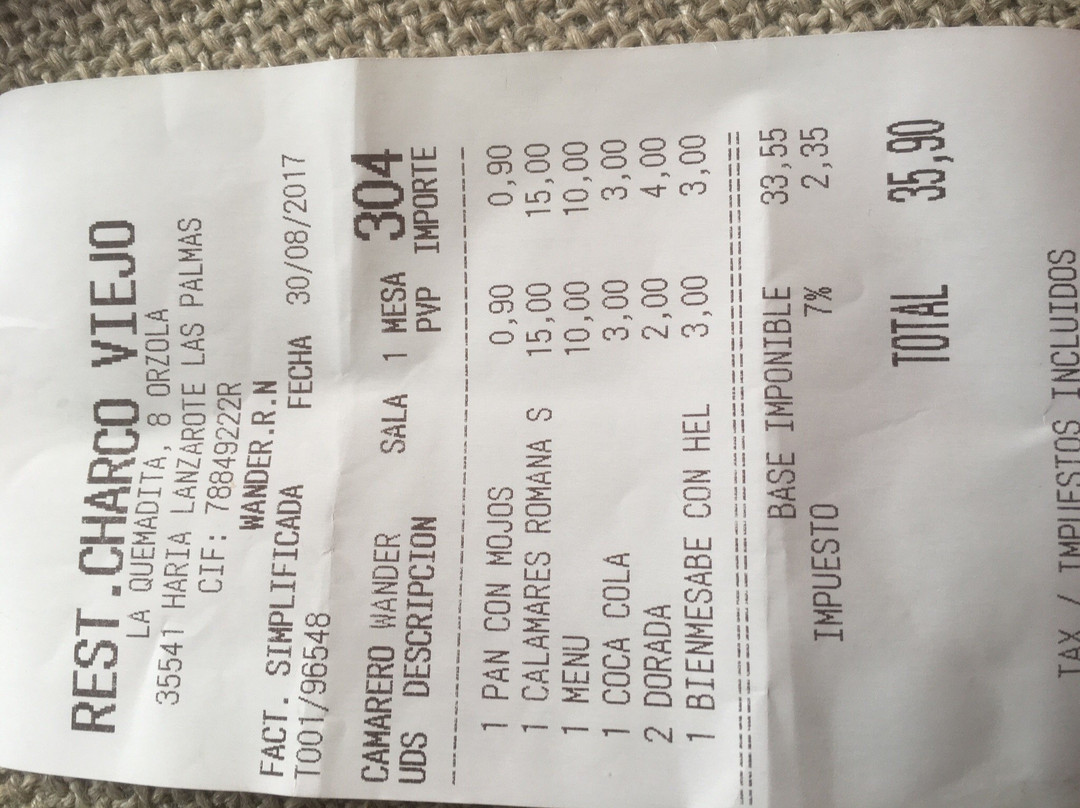 REST.CHARCO VIEJO
LA QUEMADITA, 8 ORZOLA
35541 HARIA LANZAROTE LAS PALMAS
CIF: 78849222R
WANDER.R.N
FACT. SIMPLIFICADA FECHA 30/08/2017
T001/96548
CAMARERO WANDER SALA 1 MESA 304
UDS DESCRIPCION PVP IMPORTE
1 PAN CON MOJOS 0,90 0,90
1 CALAMARES ROMANA S 15,00 15,00
1 MENU 10,00 10,00
1 COCA COLA 3,00 3,00
2 DORADA 2,00 4,00
1 BIENMESABE CON HEL 3,00 3,00
BASE IMPONIBLE 33,55
IMPUESTO 7% 2,35
TOTAL 35,90
TAX / IMPUESTOS INCLUIDOS